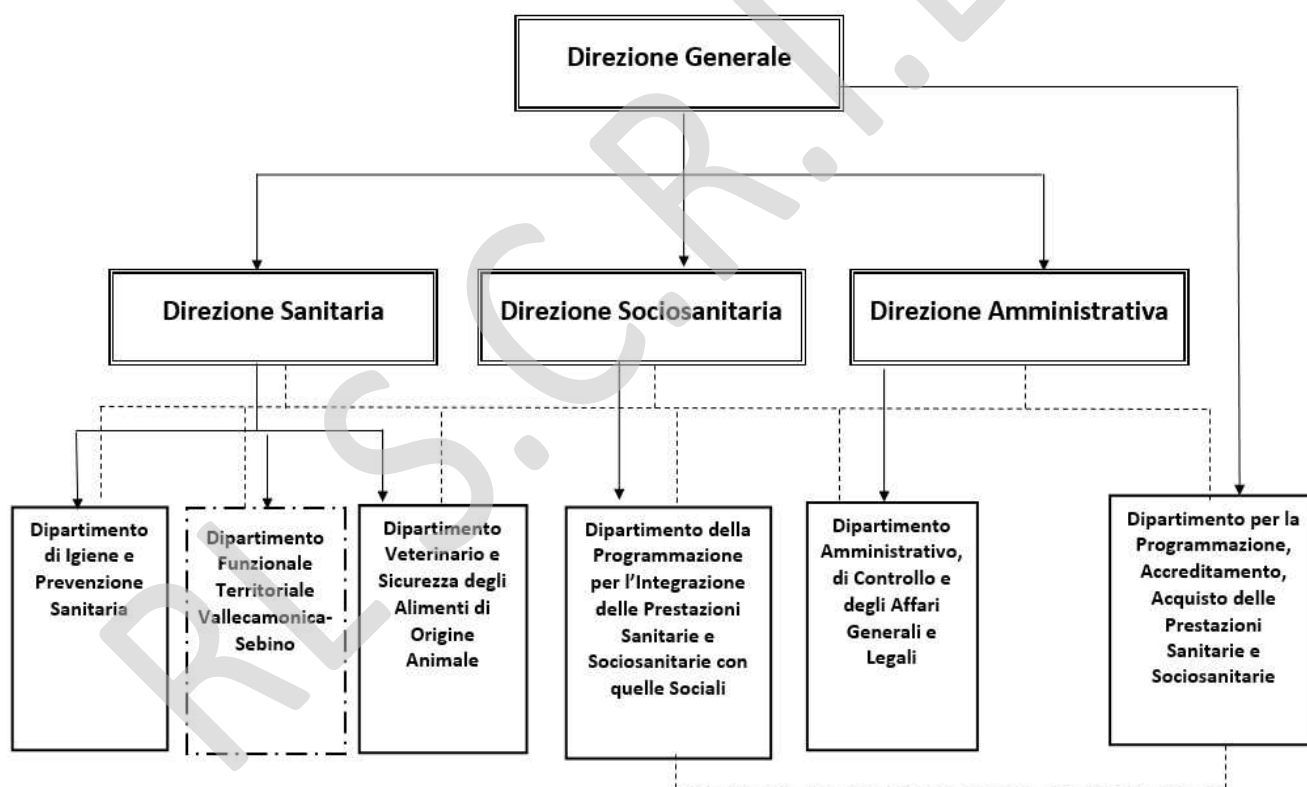 Direzione Generale
Direzione Sanitaria
Direzione Sociosanitaria
Direzione Amministrativa
Dipartimento
di Igiene e
Prevenzione
Sanitaria
Dipartimento
Funzionale
Territoriale
Vallecamonica-
Sebino
Dipartimento
Veterinario e
Sicurezza degli
Alimenti di
Origine
Animale
Dipartimento della
Programmazione
per l’Integrazione
delle Prestazioni
Sanitarie e
Sociosanitarie con
quelle Sociali
Dipartimento
Amministrativo,
di Controllo e
degli Affari
Generali e
Legali
Dipartimento per la
Programmazione,
Accreditamento,
Acquisto delle
Prestazioni
Sanitarie e
Sociosanitarie